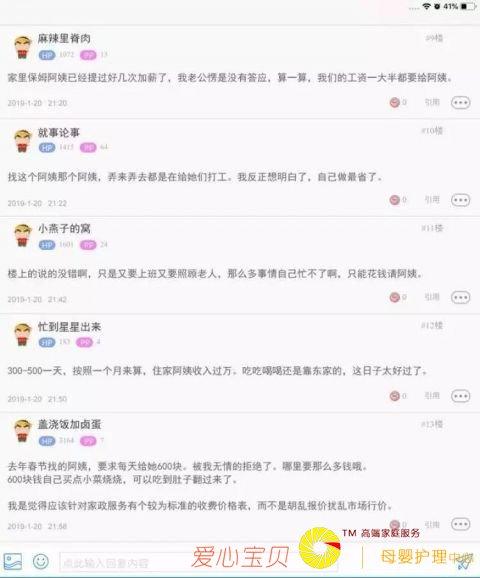 41%
麻辣里脊肉
#9楼
HP 1072 PP 13
家里保姆阿姨已经提过好几次加薪了，我老公愣是没有答应，算一算，我们的工资一大半都要给阿姨。
2019-1-20 21:20
0 引用
就事论事
#10楼
HP 1415 PP 64
找这个阿姨那个阿姨，弄来弄去都是在给她们打工。我反正想明白了，自己做最省了。
2019-1-20 21:22
0 引用
小燕子的窝
#11楼
HP 1601 PP 24
楼上的说的没错啊，只是又要上班又要照顾老人，那么多事情自己忙不了啊，只能花钱请阿姨。
2019-1-20 21:42
0 引用
忙到星星出来
#12楼
HP 183 PP 4
300-500一天，按照一个月来算，住家阿姨收入过万。吃吃喝喝还是靠东家的，这日子太好过了。
2019-1-20 21:50
0 引用
盖浇饭加卤蛋
#13楼
HP 3164 PP 7
去年春节找的阿姨，要求每天给她600块。被我无情的拒绝了。哪里要那么多钱哦。
600块钱自己买点小菜烧烧，可以吃到肚子翻过来了。
我是觉得应该针对家政服务有个较为标准的收费价格表，而不是胡乱报价扰乱市场行价。
2019-1-20 21:58
0 引用
点此输入回复内容
爱心宝贝
TM 高端家庭服务
母婴护理中心